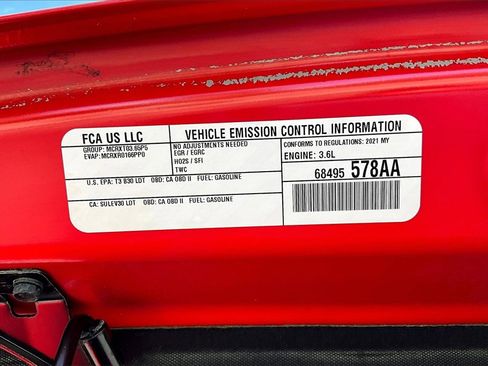 FCA US LLC
GROUP: MCRXT03.65P5
EVAP: MCRXR0166PP0
VEHICLE EMISSION CONTROL INFORMATION
NO ADJUSTMENTS NEEDED
EGR / EGRC
HO2S / SFI
TWC
CONFORMS TO REGULATIONS: 2021 MY
ENGINE: 3.6L
68495 578AA
U.S. EPA: T3 B30 LDT OBD: CA OBD II FUEL: GASOLINE
CA: SULEV30 LDT OBD: CA OBD II FUEL: GASOLINE